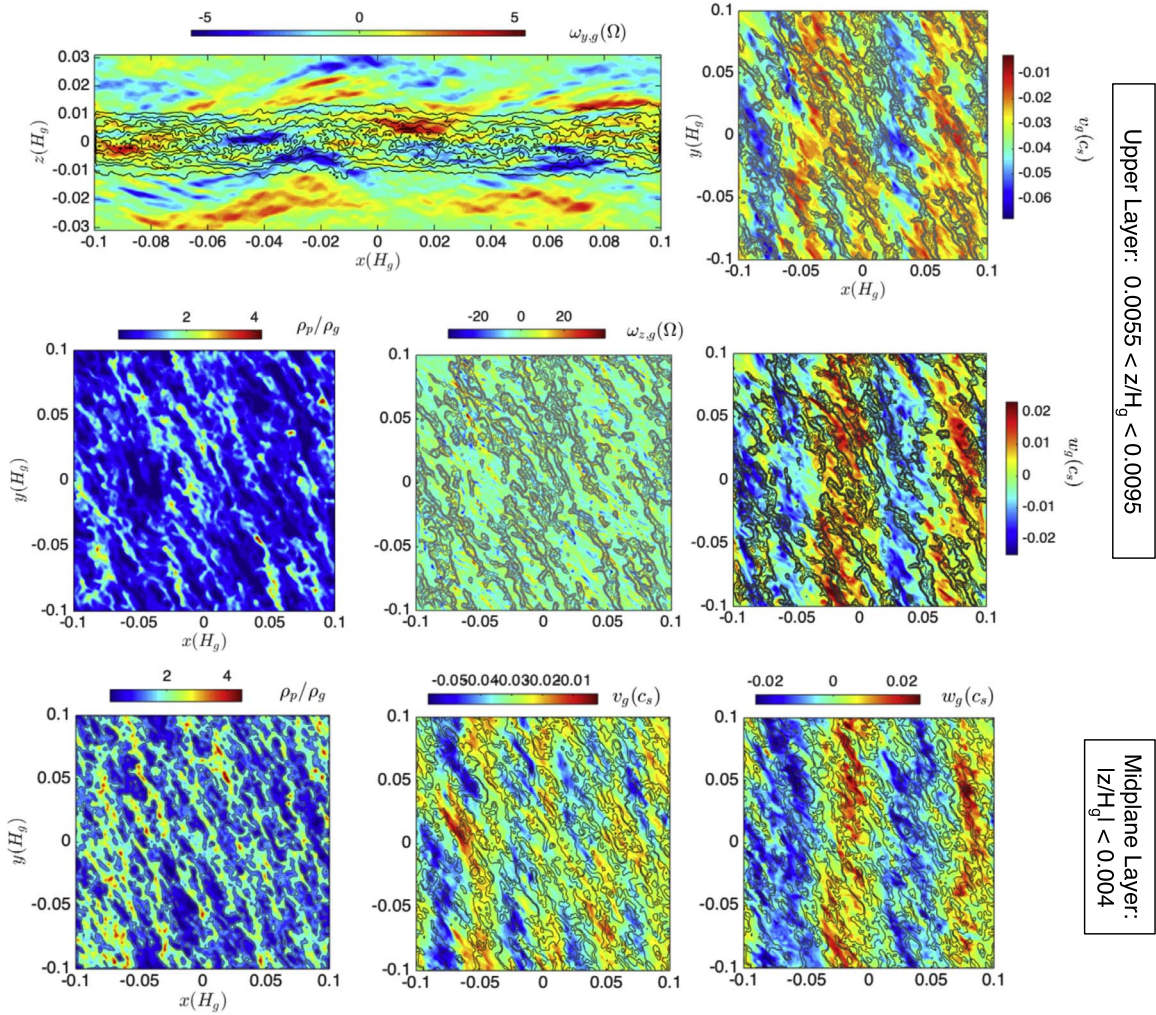 -5 0 5 ω_{y,g}(Ω)
0.03
0.01
0
-0.01
-0.03
z(H_g)
-0.1 -0.08 -0.06 -0.04 -0.02 0 0.02 0.04 0.06 0.08 0.1
x(H_g)
0.1
0.05
0
-0.05
-0.1
y(H_g)
-0.1 -0.05 0 0.05 0.1
x(H_g)
-0.01
-0.02
-0.03
-0.04
-0.05
-0.06
v_g(c_s)
Upper Layer: 0.0055 < z/H_g < 0.0095
2 4 ρ_p/ρ_g
0.1
0.05
0
-0.05
-0.1
y(H_g)
-0.1 -0.05 0 0.05 0.1
x(H_g)
-20 0 20 ω_{z,g}(Ω)
0.1
0.05
0
-0.05
-0.1
-0.1 -0.05 0 0.05 0.1
0.1
0.05
0
-0.05
-0.1
-0.1 -0.05 0 0.05 0.1
0.02
0.01
0
-0.01
-0.02
w_g(c_s)
2 4 ρ_p/ρ_g
0.1
0.05
0
-0.05
-0.1
y(H_g)
-0.1 -0.05 0 0.05 0.1
x(H_g)
-0.05-0.04-0.03-0.02-0.01 v_g(c_s)
0.1
0.05
0
-0.05
-0.1
-0.1 -0.05 0 0.05 0.1
-0.02 0 0.02 w_g(c_s)
0.1
0.05
0
-0.05
-0.1
-0.1 -0.05 0 0.05 0.1
Midplane Layer:
|z/H_g| < 0.004